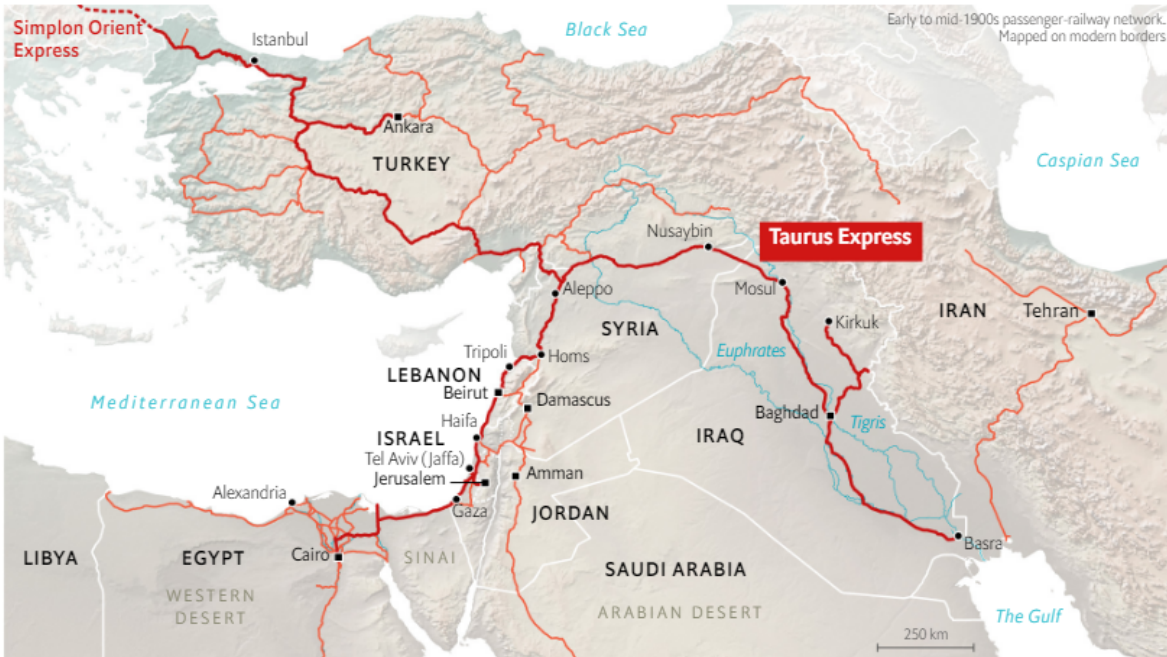 Simplon Orient
Express
Istanbul
Black Sea
Early to mid-1900s passenger-railway network.
Mapped on modern borders
Ankara
TURKEY
Caspian Sea
Nusaybin
Taurus Express
Aleppo
Mosul
SYRIA
Kirkuk
IRAN
Tehran
Tripoli
Homs
Euphrates
LEBANON
Beirut
Damascus
Mediterranean Sea
Haifa
Baghdad
Tigris
ISRAEL
IRAQ
Tel Aviv (Jaffa)
Jerusalem
Amman
Alexandria
Gaza
JORDAN
Basra
LIBYA
EGYPT
Cairo
SINAI
SAUDI ARABIA
WESTERN
DESERT
ARABIAN DESERT
The Gulf
250 km